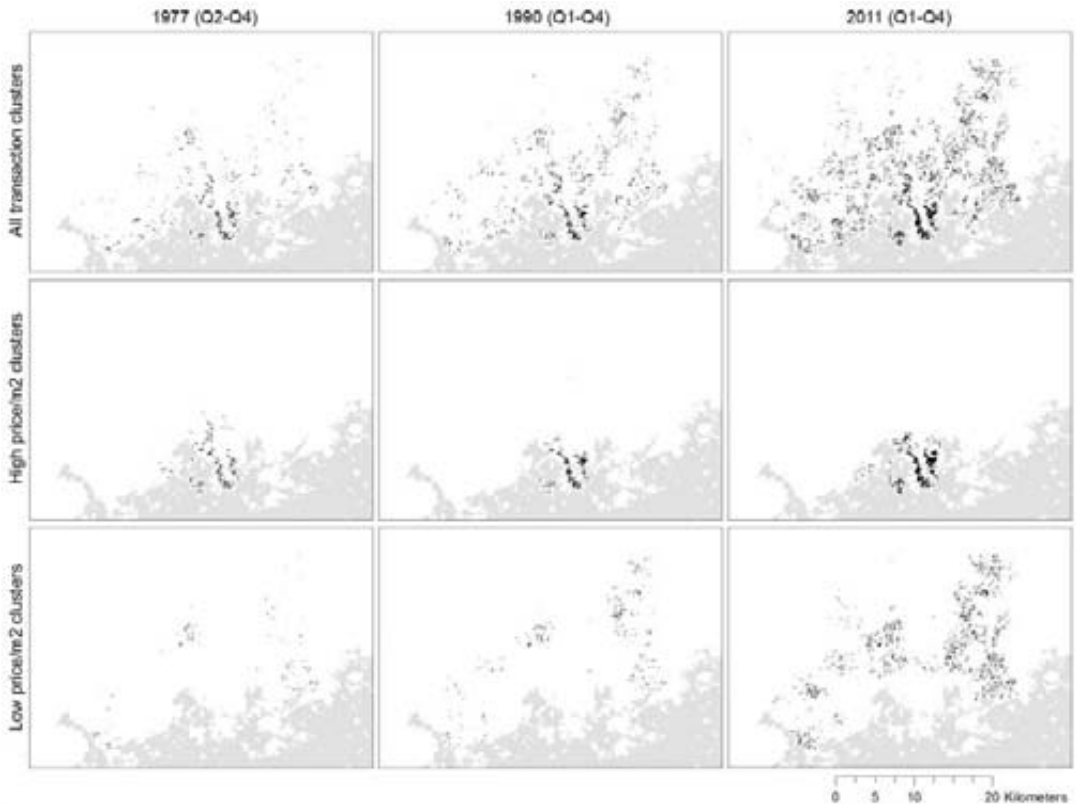 1977 (Q2-Q4) 1990 (Q1-Q4) 2011 (Q1-Q4)
All transaction clusters
High price/m2 clusters
Low price/m2 clusters
0 5 10 20 Kilometers